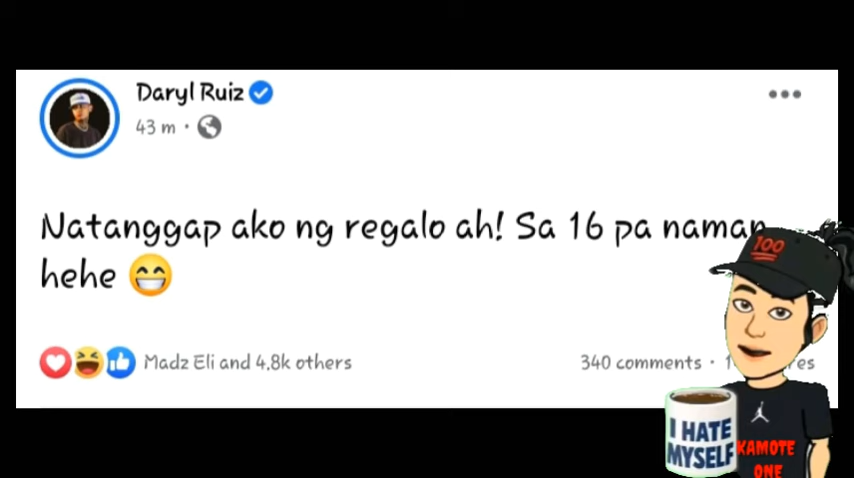 Daryl Ruiz
43 m ·
Natanggap ako ng regalo ah! Sa 16 pa naman
hehe 😁
Madz Eli and 4.8k others
340 comments ·
100
I HATE
MYSELF
KAMOTE
ONE